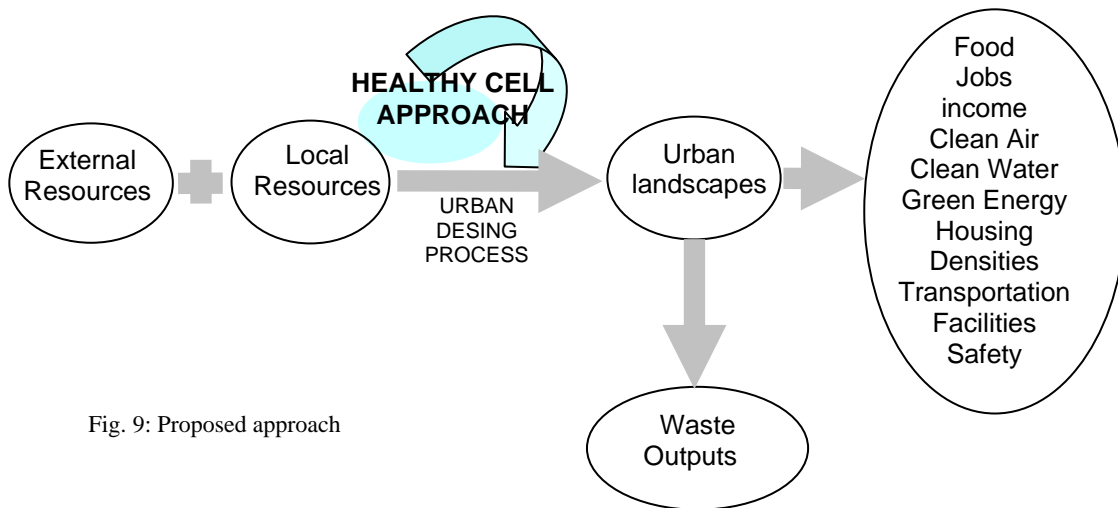 HEALTHY CELL
APPROACH
External
Resources
Local
Resources
URBAN
DESING
PROCESS
Urban
landscapes
Food
Jobs
income
Clean Air
Clean Water
Green Energy
Housing
Densities
Transportation
Facilities
Safety
Waste
Outputs
Fig. 9: Proposed approach